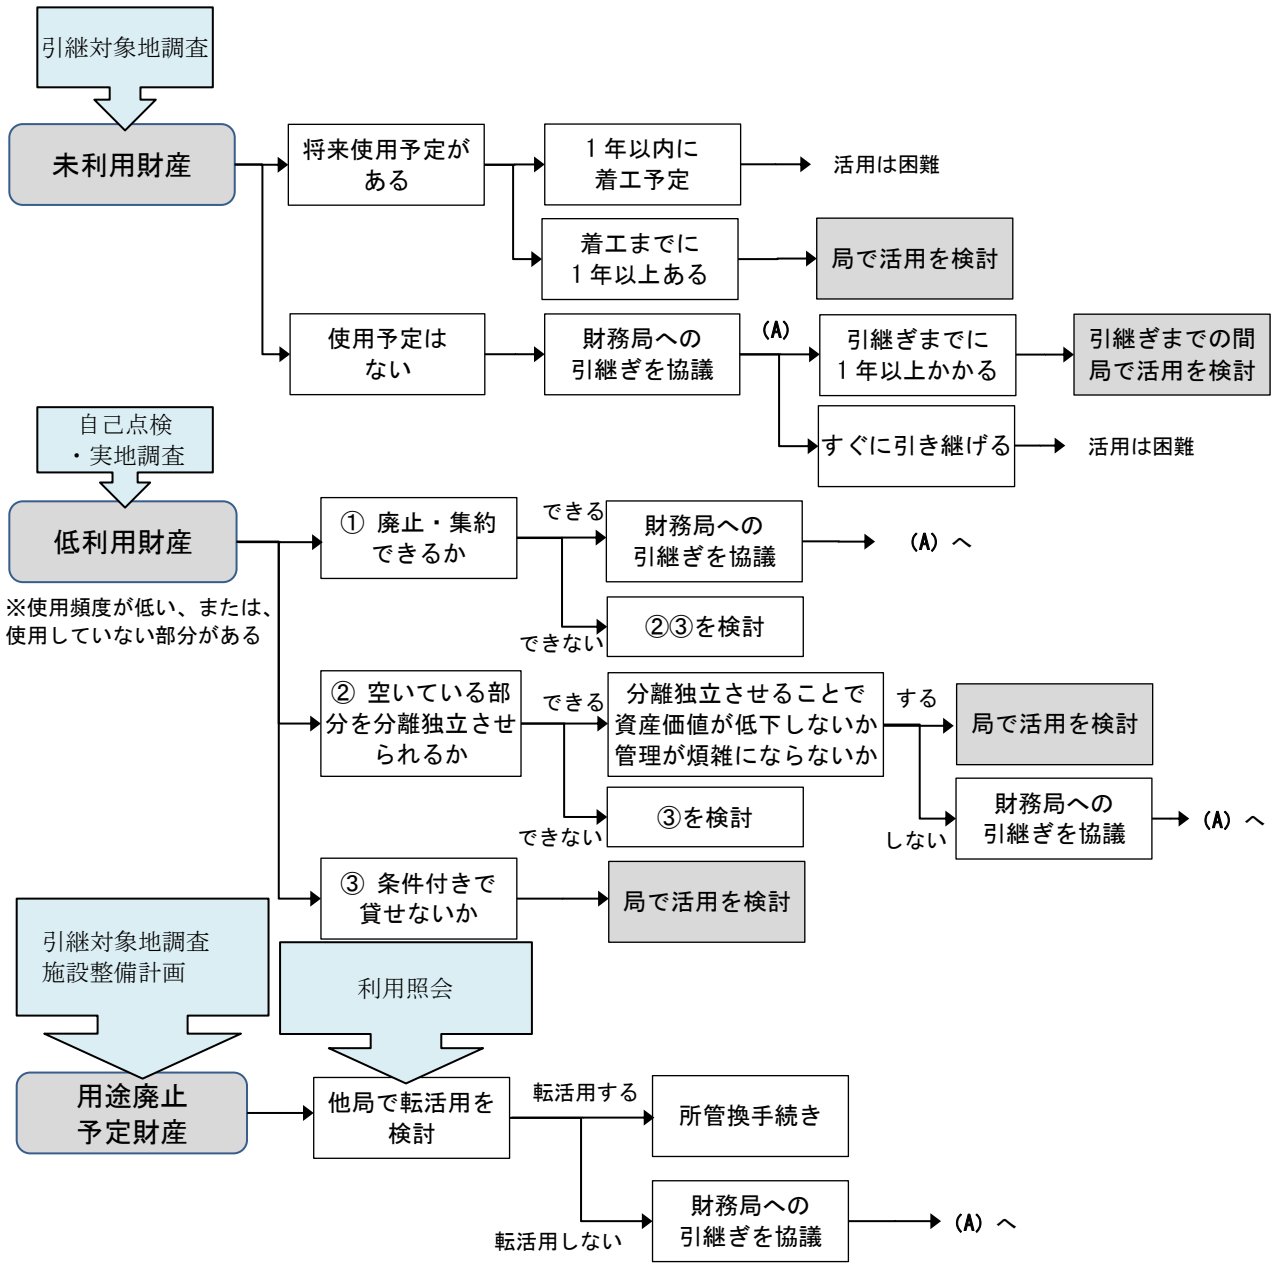 引継対象地調査
未利用財産
将来使用予定が
ある
1年以内に
着工予定
活用は困難
着工までに
1年以上ある
局で活用を検討
使用予定は
ない
財務局への
引継ぎを協議
(A)
引継ぎまでに
1年以上かかる
引継ぎまでの間
局で活用を検討
すぐに引き継げる
活用は困難
自己点検
・実地調査
低利用財産
※使用頻度が低い、または、
使用していない部分がある
① 廃止・集約
できるか
できる
財務局への
引継ぎを協議
(A) へ
できない
②③を検討
② 空いている部
分を分離独立させ
られるか
できる
分離独立させることで
資産価値が低下しないか
管理が煩雑にならないか
する
局で活用を検討
できない
③を検討
しない
財務局への
引継ぎを協議
(A) へ
③ 条件付きで
貸せないか
局で活用を検討
引継対象地調査
施設整備計画
利用照会
用途廃止
予定財産
他局で転活用を
検討
転活用する
所管換手続き
転活用しない
財務局への
引継ぎを協議
(A) へ